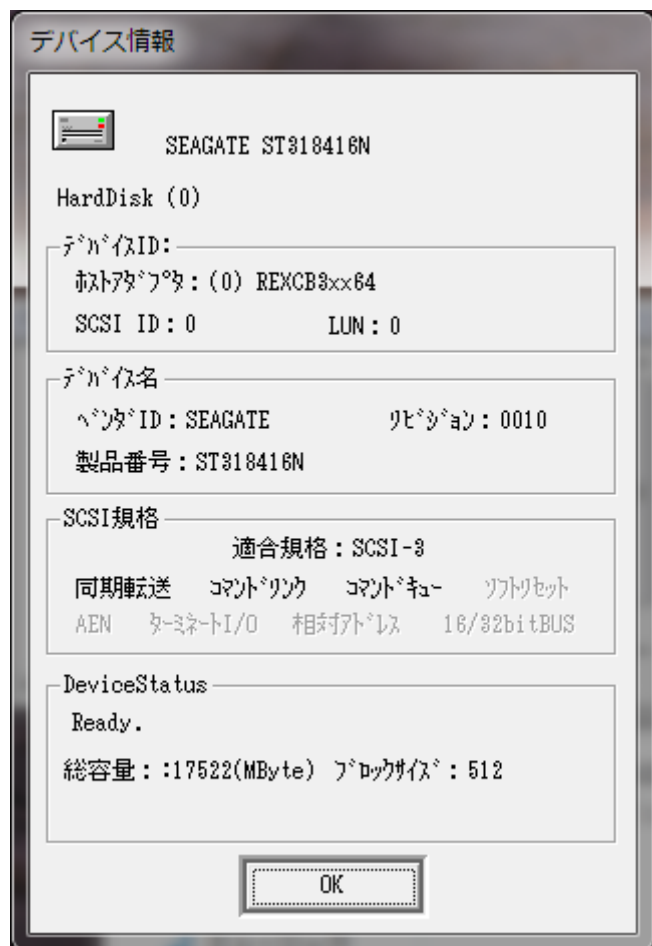 デバイス情報
SEAGATE ST318416N
HardDisk (0)
ﾃﾞﾊﾞｲｽID:
ﾎｽﾄｱﾀﾞﾌﾟﾀ：(0) REXCB3xx64
SCSI ID：0 LUN：0
ﾃﾞﾊﾞｲｽ名
ﾍﾞﾝﾀﾞID：SEAGATE ﾘﾋﾞｼﾞｮﾝ：0010
製品番号：ST318416N
SCSI規格
適合規格：SCSI-3
同期転送 ｺﾏﾝﾄﾞﾘﾝｸ ｺﾏﾝﾄﾞｷｭｰ ｿﾌﾄﾘｾｯﾄ
AEN ﾀｰﾐﾈｰﾄI/O 相対ｱﾄﾞﾚｽ 16/32bitBUS
DeviceStatus
Ready.
総容量：:17522(MByte) ﾌﾞﾛｯｸｻｲｽﾞ：512
OK